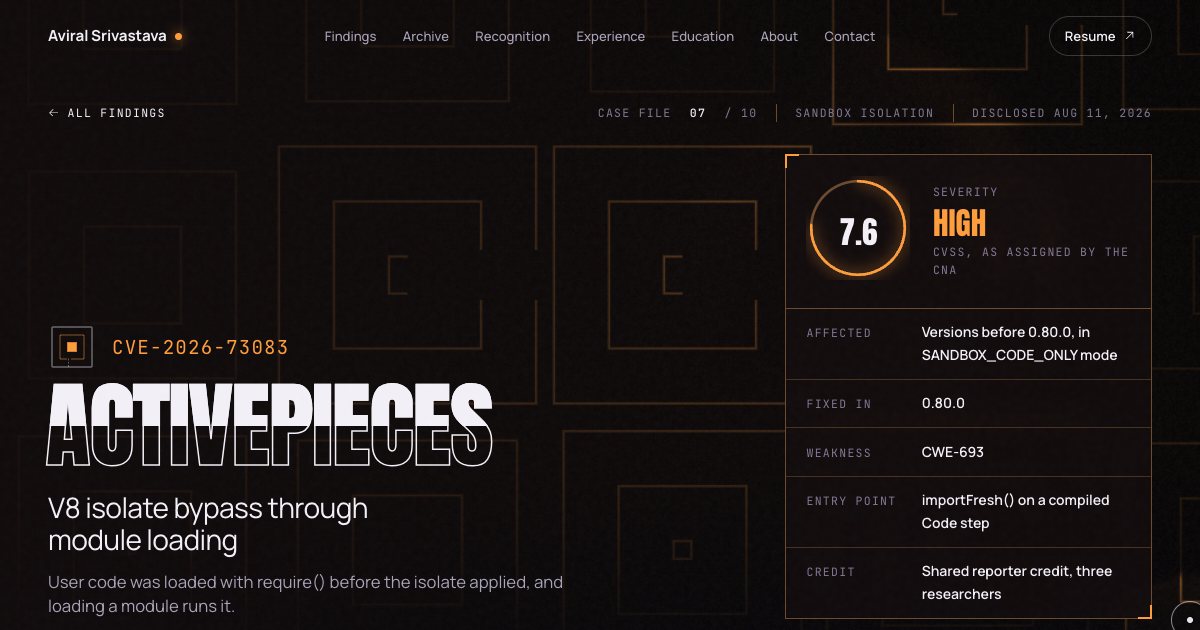 Aviral Srivastava
Findings Archive Recognition Experience Education About Contact
Resume ↗
← ALL FINDINGS
CASE FILE 07 / 10 | SANDBOX ISOLATION | DISCLOSED AUG 11, 2026
CVE-2026-73083
ACTIVEPIECES
V8 isolate bypass through
module loading
User code was loaded with require() before the isolate applied, and
loading a module runs it.
7.6
SEVERITY
HIGH
CVSS, AS ASSIGNED BY THE
CNA
AFFECTED
Versions before 0.80.0, in
SANDBOX_CODE_ONLY mode
FIXED IN
0.80.0
WEAKNESS
CWE-693
ENTRY POINT
importFresh() on a compiled
Code step
CREDIT
Shared reporter credit, three
researchers